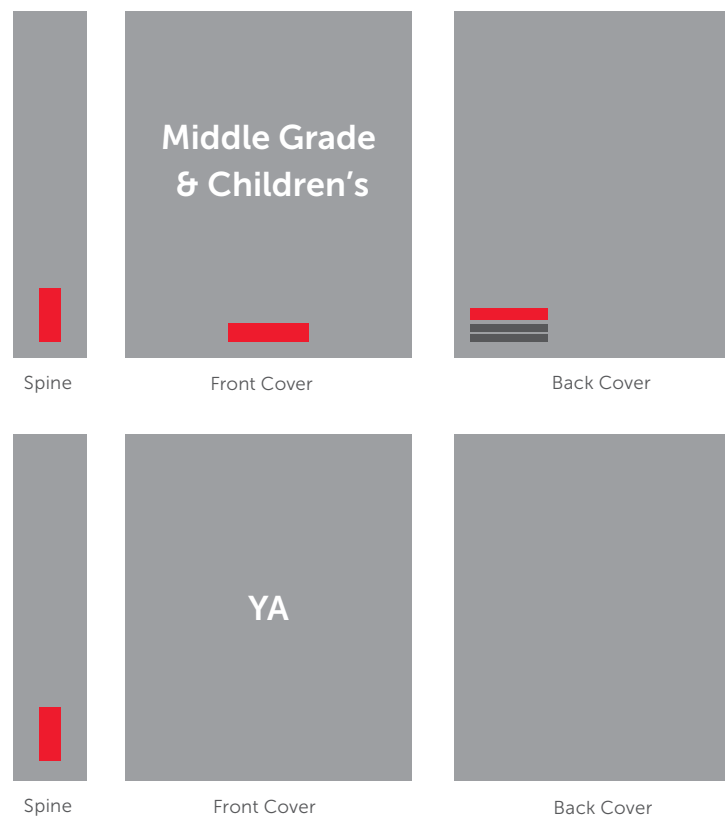 Middle Grade
& Children's
Spine
Front Cover
Back Cover
YA
Spine
Front Cover
Back Cover